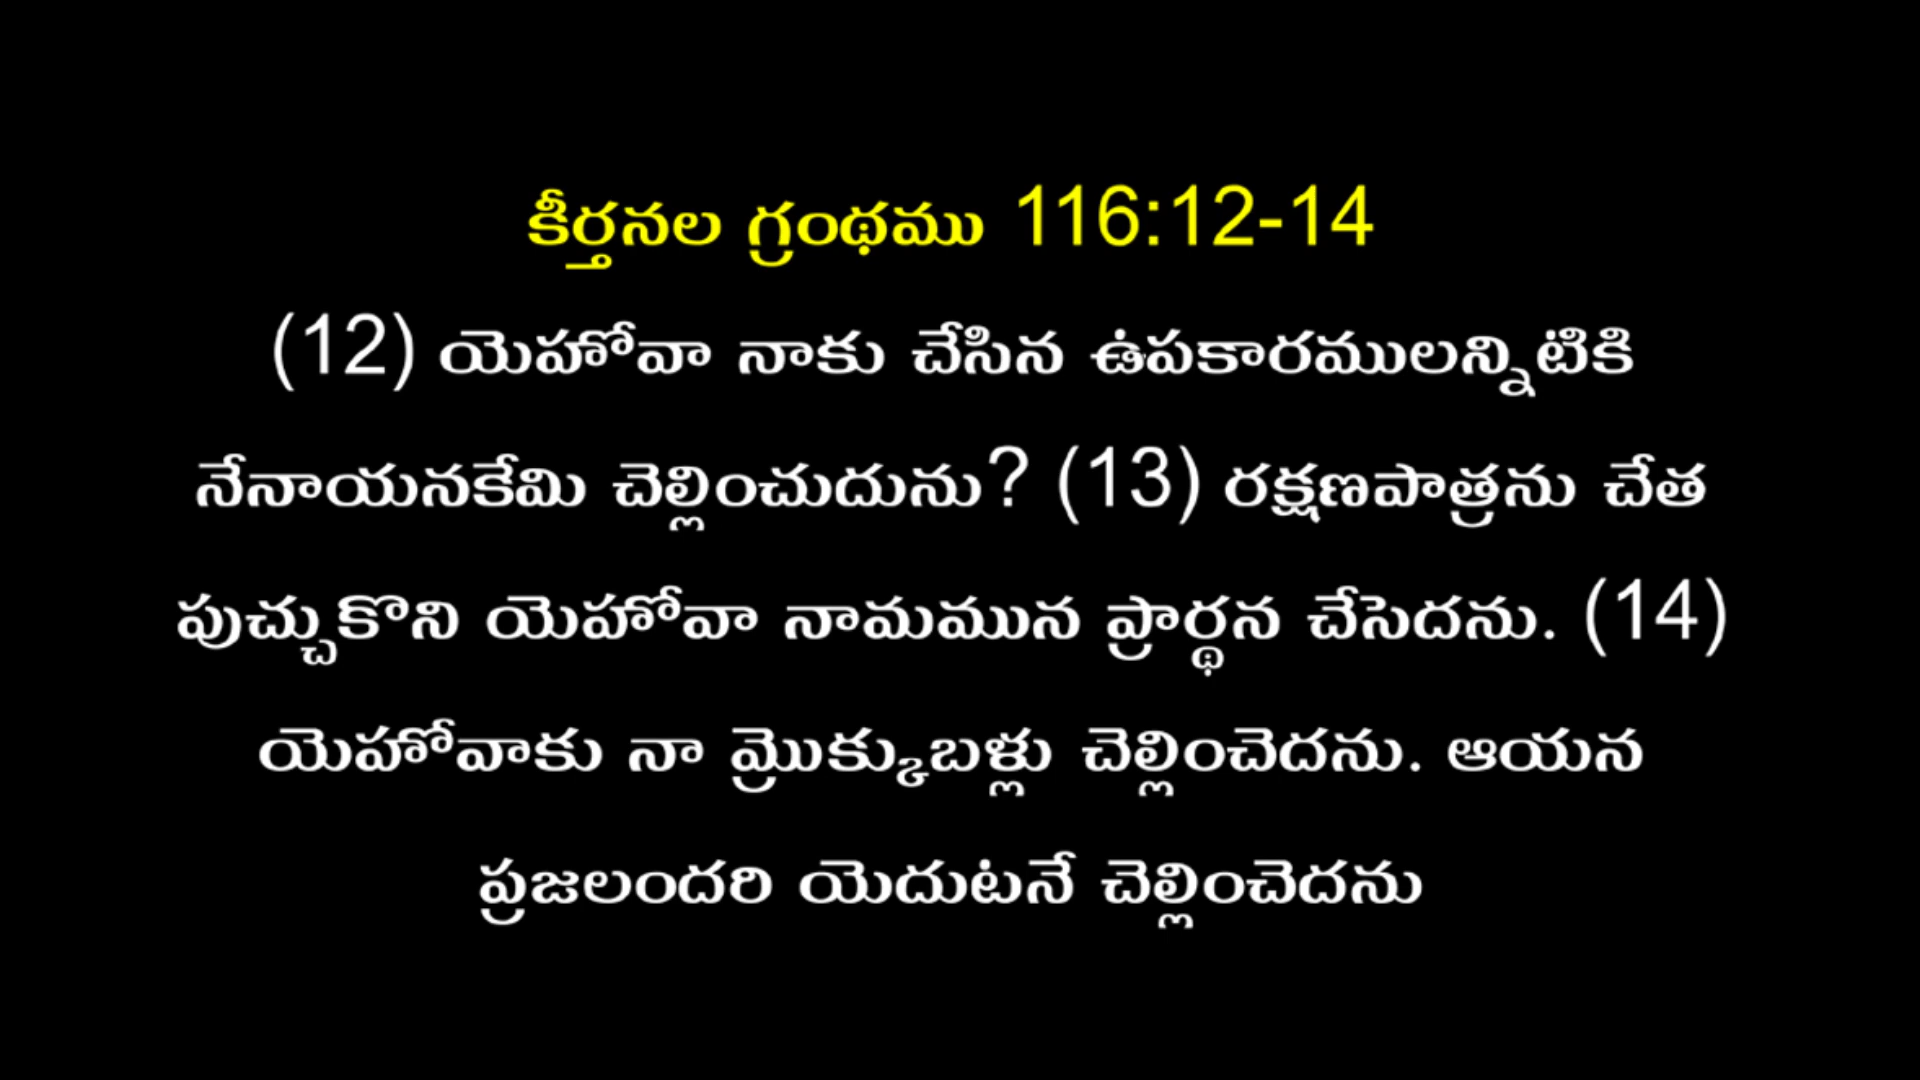 కీర్తనల గ్రంథము 116:12-14
(12) యెహోవా నాకు చేసిన ఉపకారములన్నిటికి
నేనాయనకేమి చెల్లించుదును? (13) రక్షణపాత్రను చేత
పుచ్చుకొని యెహోవా నామమున ప్రార్థన చేసెదను. (14)
యెహోవాకు నా మ్రొక్కుబళ్లు చెల్లించెదను. ఆయన
ప్రజలందరి యెదుటనే చెల్లించెదను